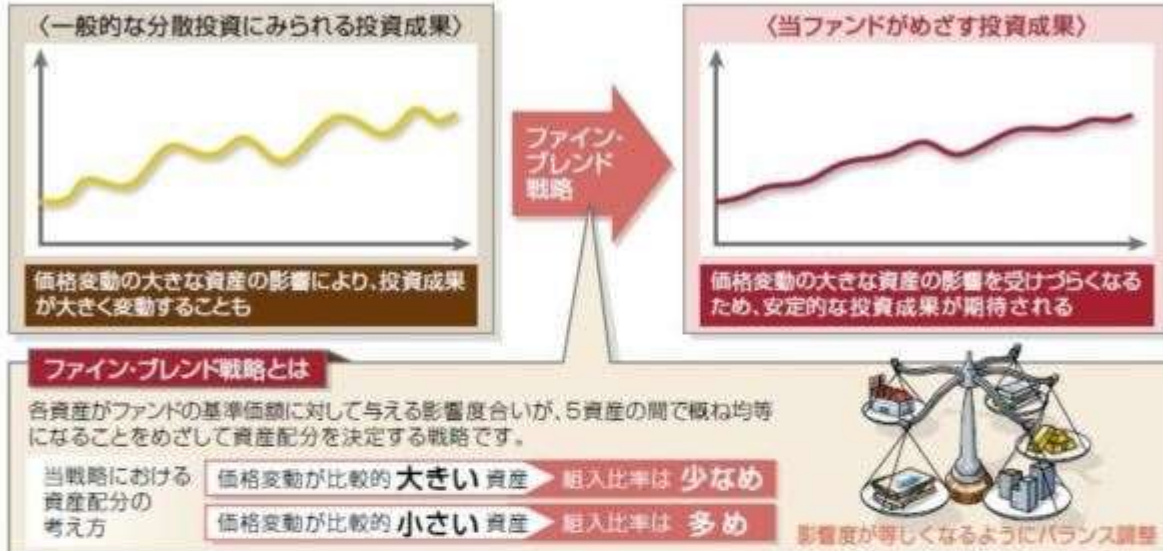 〈一般的な分散投資にみられる投資成果〉
価格変動の大きな資産の影響により、投資成果
が大きく変動することも
ファイン・
ブレンド
戦略
〈当ファンドがめざす投資成果〉
価格変動の大きな資産の影響を受けづらくなる
ため、安定的な投資成果が期待される
ファイン・ブレンド戦略とは
各資産がファンドの基準価額に対して与える影響度合いが、5資産の間で概ね均等
になることをめざして資産配分を決定する戦略です。
当戦略における
資産配分の
考え方
価格変動が比較的 大きい 資産 組入比率は 少なめ
価格変動が比較的 小さい 資産 組入比率は 多め
影響度が等しくなるようにバランス調整